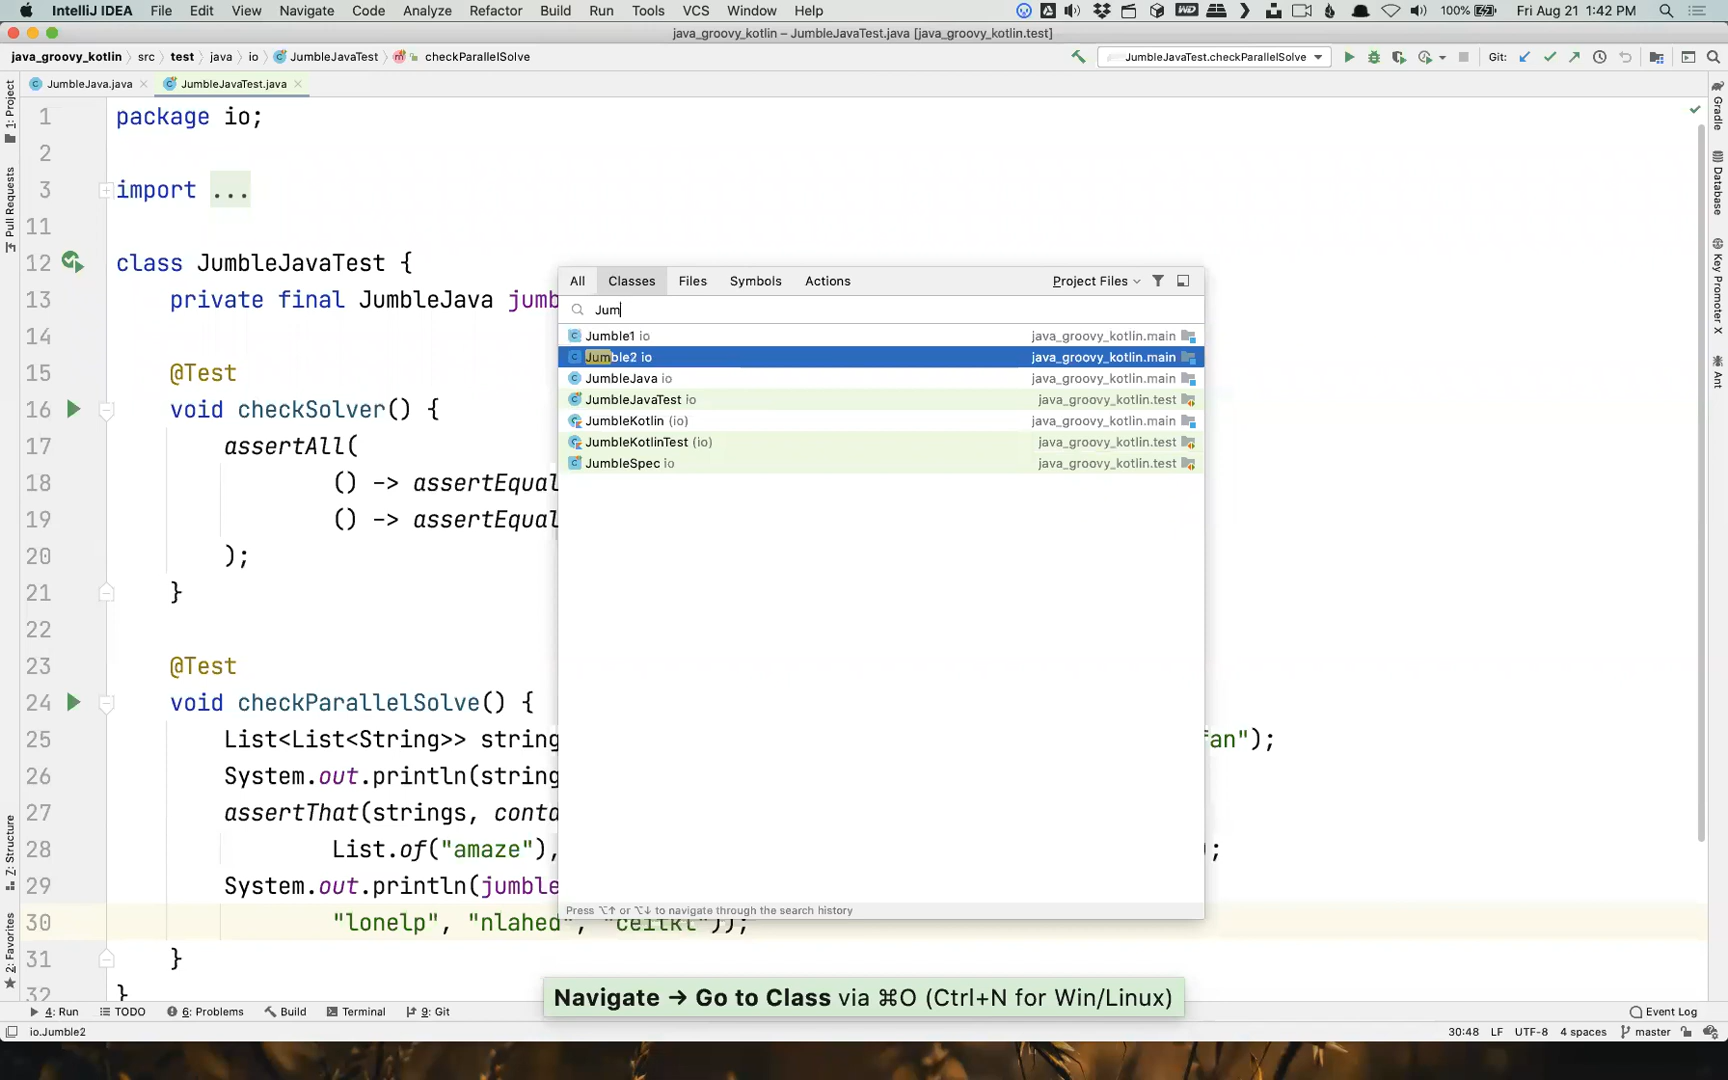 IntelliJ IDEA File Edit View Navigate Code Analyze Refactor Build Run Tools VCS Window Help 100% Fri Aug 21 1:42 PM
java_groovy_kotlin – JumbleJavaTest.java [java_groovy_kotlin.test]
java_groovy_kotlin src test java io JumbleJavaTest checkParallelSolve JumbleJavaTest.checkParallelSolve Git:
JumbleJava.java JumbleJavaTest.java
1: Project
Pull Requests
Z: Structure
2: Favorites
Gradle
Database
Key Promoter X
Ant
1 package io;
2
3 import ...
11
12 class JumbleJavaTest {
13 private final JumbleJava jumb
14
15 @Test
16 void checkSolver() {
17 assertAll(
18 () -> assertEqual
19 () -> assertEqual
20 );
21 }
22
23 @Test
24 void checkParallelSolve() {
25 List<List<String>> string fan");
26 System.out.println(string
27 assertThat(strings, conta
28 List.of("amaze"), ;
29 System.out.println(jumble
30 "lonelp", "nlahed", "ceitkl"));
31 }
32 }
All Classes Files Symbols Actions Project Files
Jum
Jumble1 io java_groovy_kotlin.main
Jumble2 io java_groovy_kotlin.main
JumbleJava io java_groovy_kotlin.main
JumbleJavaTest io java_groovy_kotlin.test
JumbleKotlin (io) java_groovy_kotlin.main
JumbleKotlinTest (io) java_groovy_kotlin.test
JumbleSpec io java_groovy_kotlin.test
Press ⌥↑ or ⌥↓ to navigate through the search history
Navigate → Go to Class via ⌘O (Ctrl+N for Win/Linux)
4: Run TODO 6: Problems Build Terminal 9: Git Event Log
io.Jumble2 30:48 LF UTF-8 4 spaces master